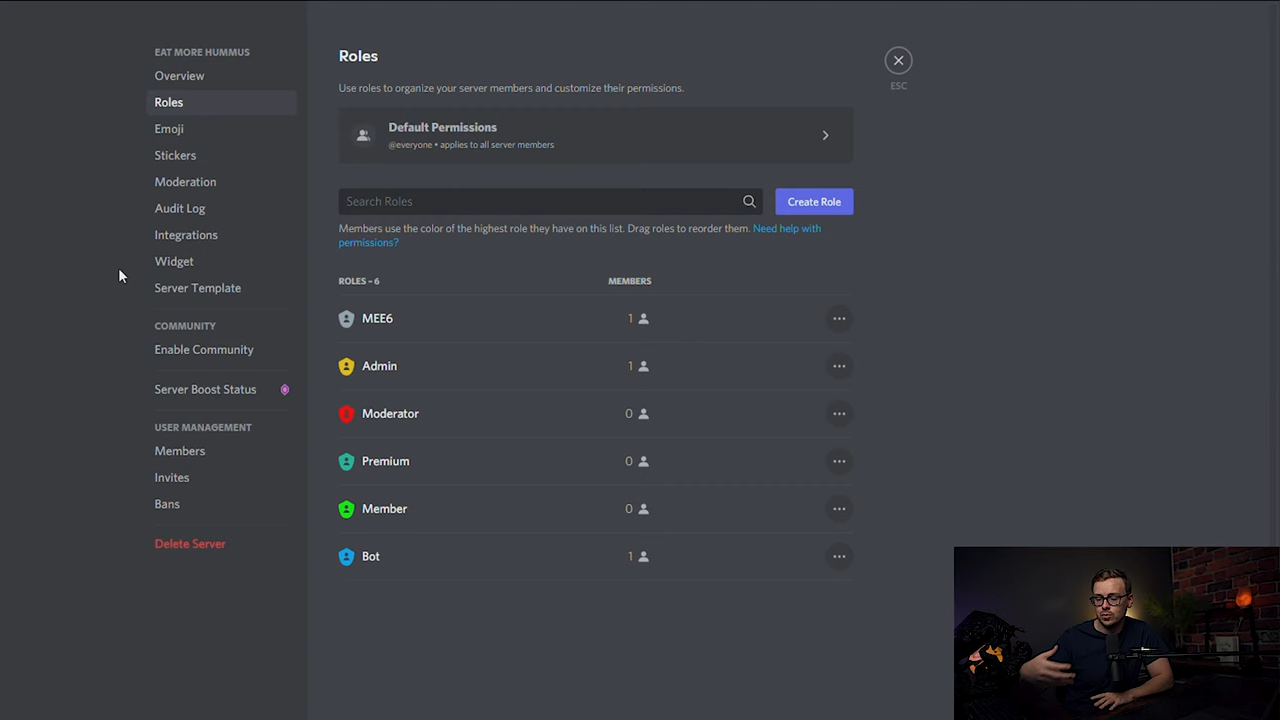 EAT MORE HUMMUS
Overview
Roles
Emoji
Stickers
Moderation
Audit Log
Integrations
Widget
Server Template
COMMUNITY
Enable Community
Server Boost Status
USER MANAGEMENT
Members
Invites
Bans
Delete Server
Roles
ESC
Use roles to organize your server members and customize their permissions.
Default Permissions
@everyone • applies to all server members
Search Roles
Create Role
Members use the color of the highest role they have on this list. Drag roles to reorder them. Need help with
permissions?
ROLES – 6 MEMBERS
MEE6 1
Admin 1
Moderator 0
Premium 0
Member 0
Bot 1